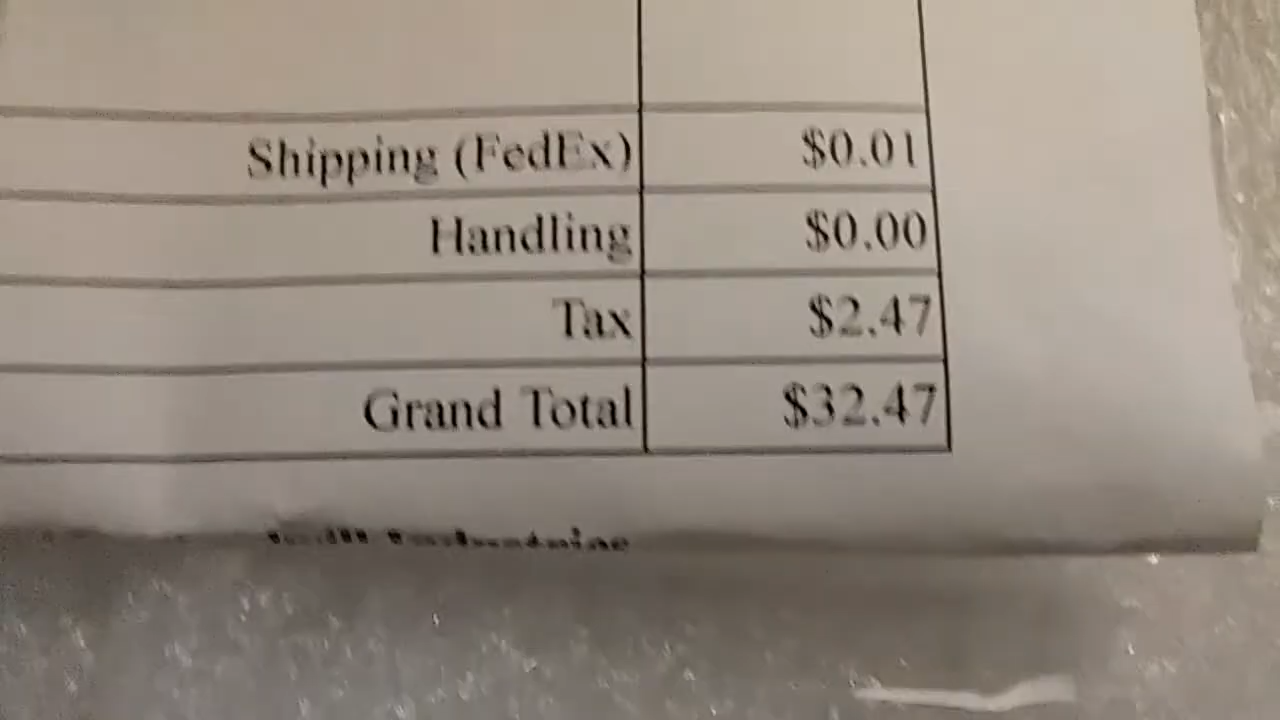 Shipping (FedEx) $0.01
Handling $0.00
Tax $2.47
Grand Total $32.47